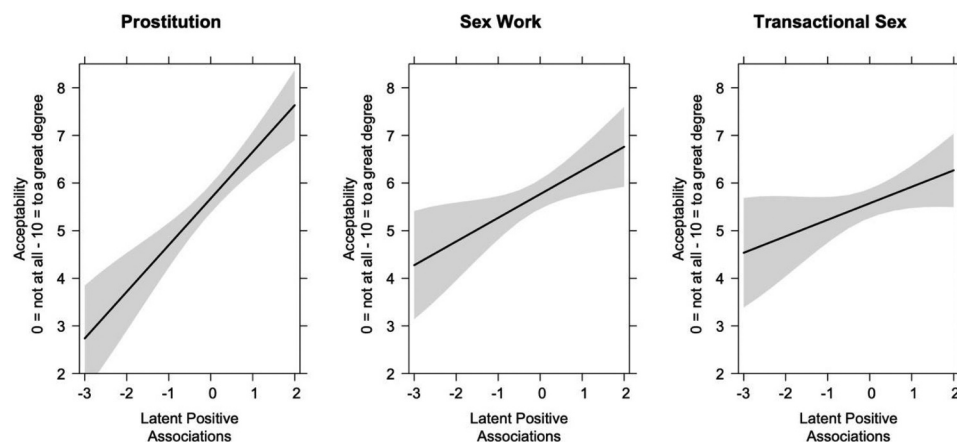 Prostitution
Acceptability
0 = not at all - 10 = to a great degree
8
7
6
5
4
3
2
-3
-2
-1
0
1
2
Latent Positive
Associations
Sex Work
Acceptability
0 = not at all - 10 = to a great degree
8
7
6
5
4
3
2
-3
-2
-1
0
1
2
Latent Positive
Associations
Transactional Sex
Acceptability
0 = not at all - 10 = to a great degree
8
7
6
5
4
3
2
-3
-2
-1
0
1
2
Latent Positive
Associations